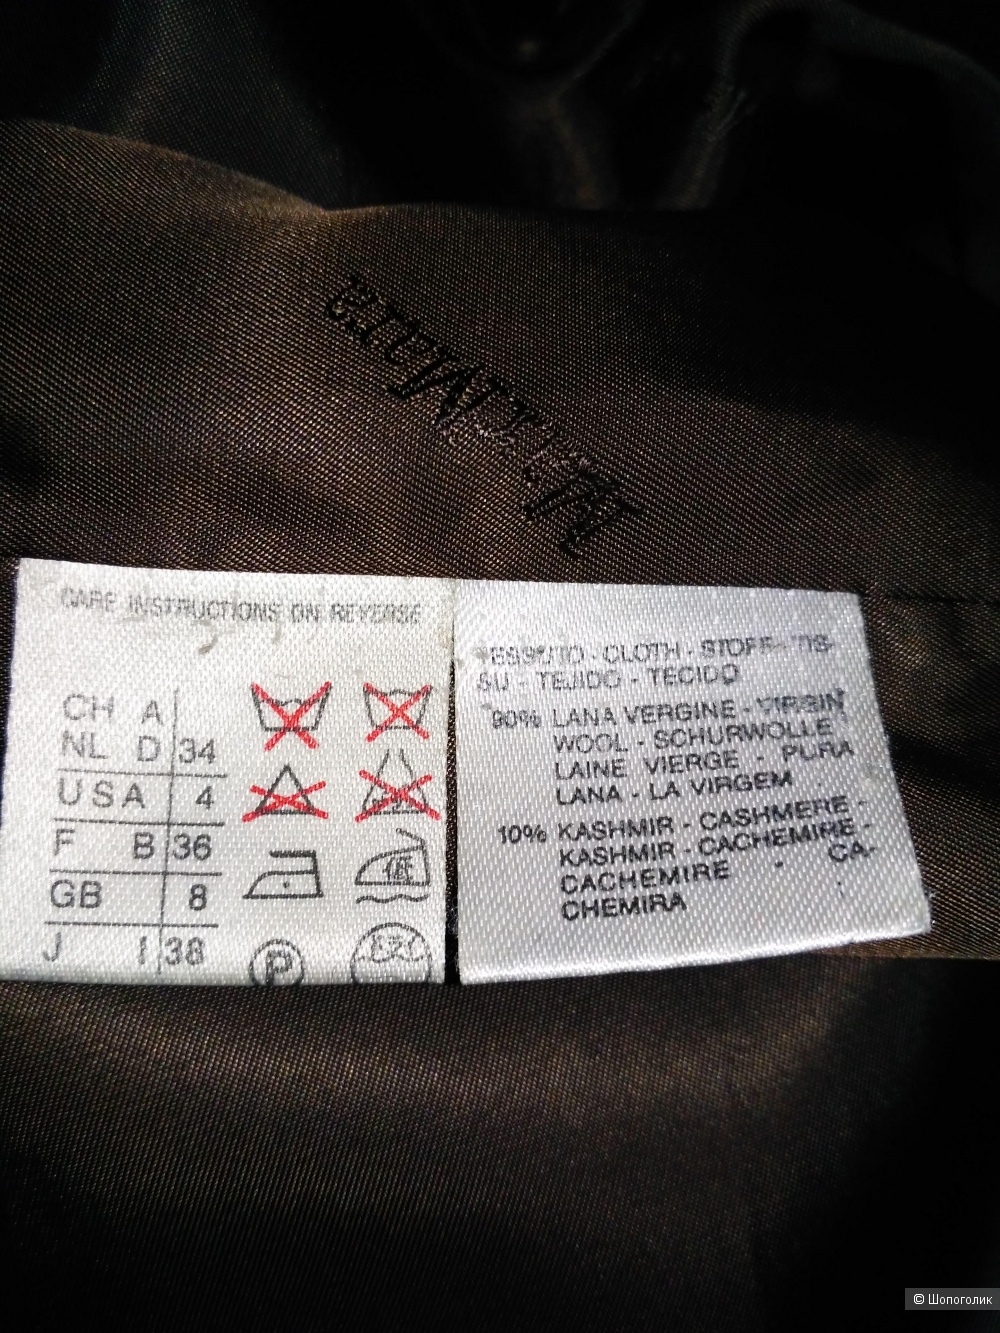 MaxMara
CARE INSTRUCTIONS ON REVERSE
CH A
NL D 34
USA 4
F B 36
GB 8
J I 38
P
TESSUTO - CLOTH - STOFF - TIS-
SU - TEJIDO - TECIDO
90% LANA VERGINE - VIRGIN
WOOL - SCHURWOLLE
LAINE VIERGE - PURA
LANA - LA VIRGEM
10% KASHMIR - CASHMERE -
KASHMIR - CACHEMIRE -
CACHEMIRE - CA-
CHEMIRA
© Шопоголик